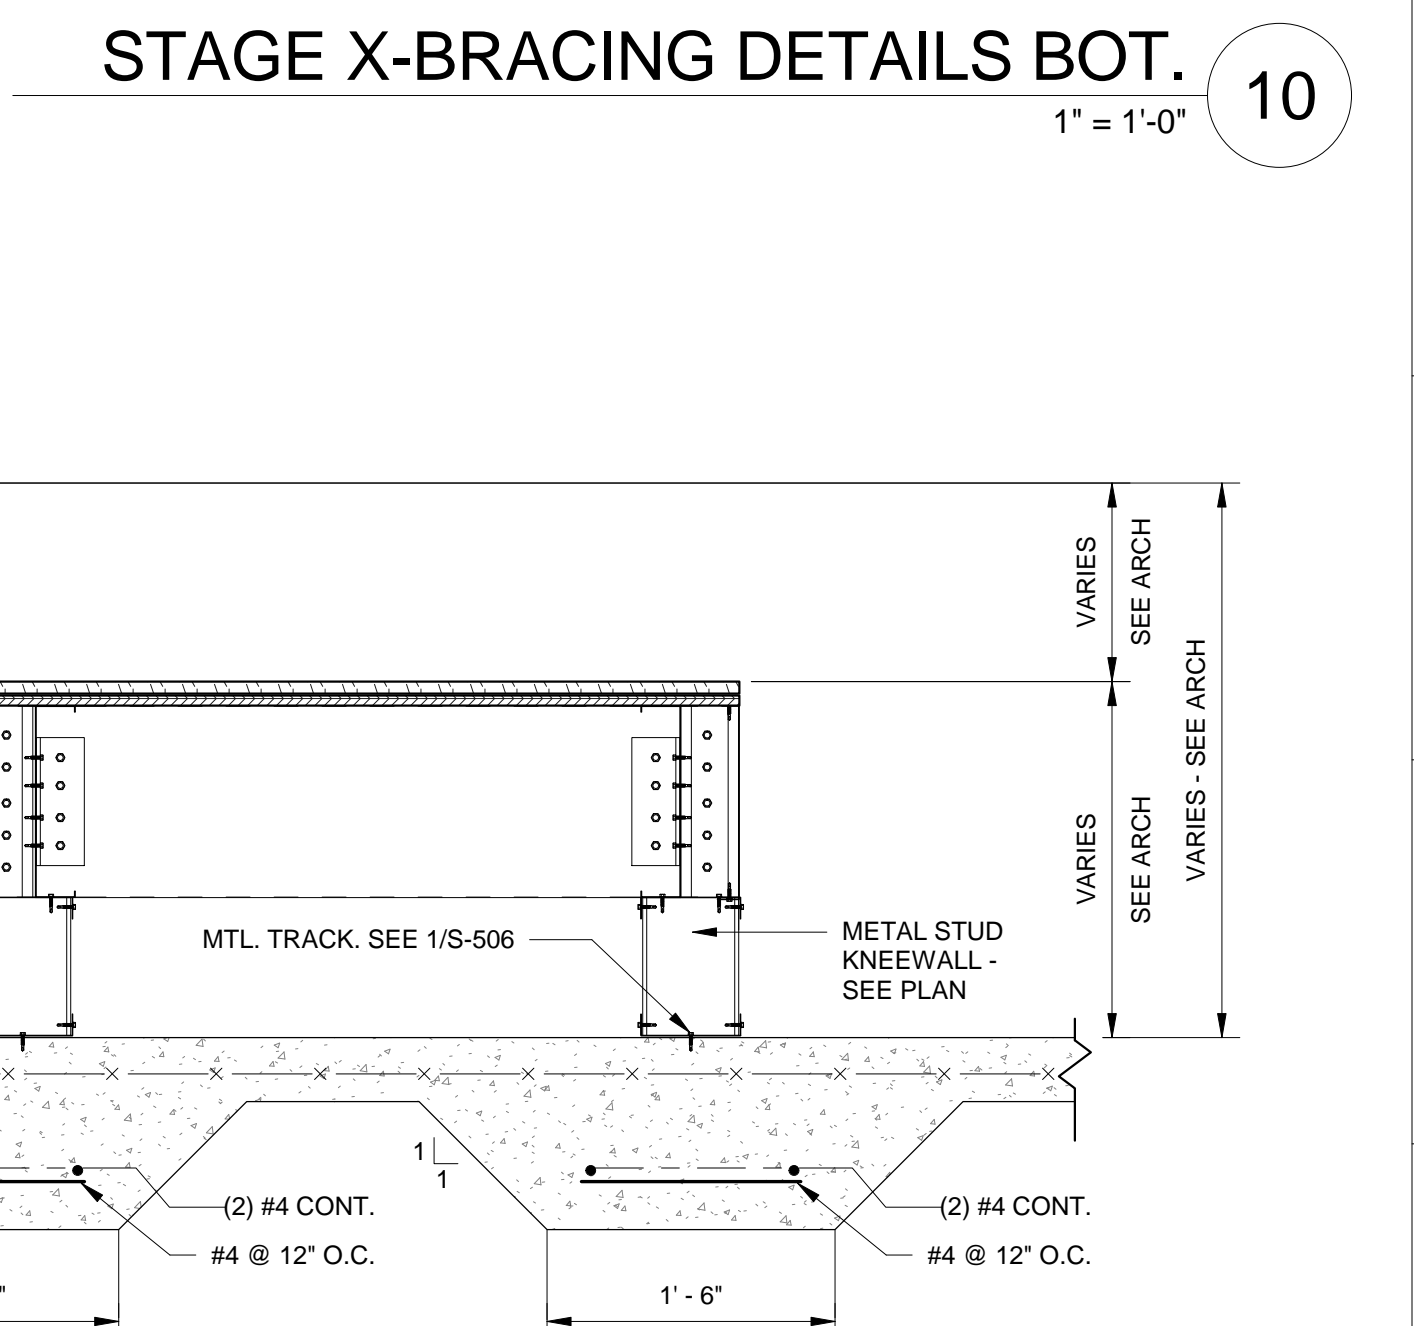 STAGE X-BRACING DETAILS BOT.
10
1" = 1'-0"
VARIES
SEE ARCH
VARIES - SEE ARCH
VARIES
SEE ARCH
MTL. TRACK. SEE 1/S-506
METAL STUD
KNEEWALL -
SEE PLAN
1
1
(2) #4 CONT.
(2) #4 CONT.
#4 @ 12" O.C.
#4 @ 12" O.C.
"
1' - 6"